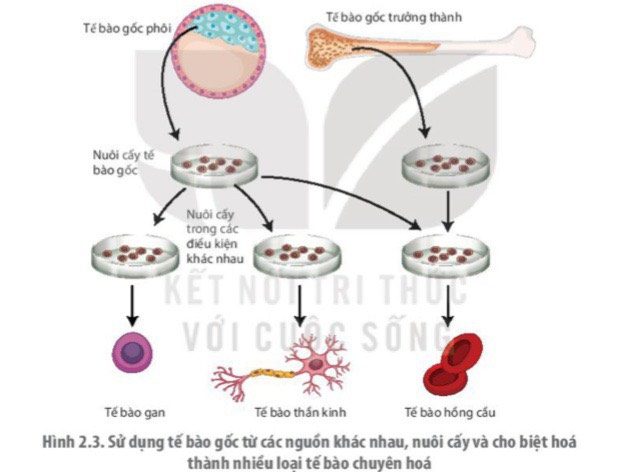 Tế bào gốc phôi
Tế bào gốc trưởng thành
Nuôi cấy tế
bào gốc
Nuôi cấy
trong các
điều kiện
khác nhau
KẾT NỐI TRI THỨC
VỚI CUỘC SỐNG
Tế bào gan
Tế bào thần kinh
Tế bào hồng cầu
Hình 2.3. Sử dụng tế bào gốc từ các nguồn khác nhau, nuôi cấy và cho biệt hoá
thành nhiều loại tế bào chuyên hoá